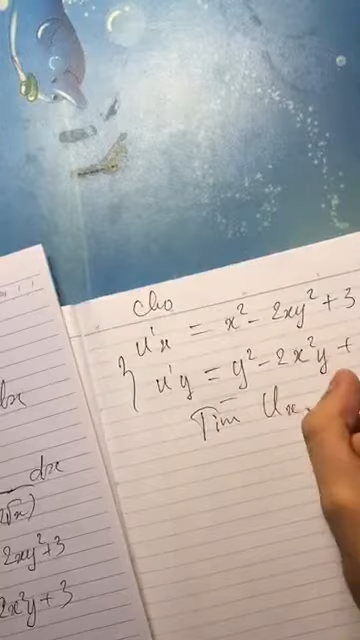 Cho
u'x = x² - 2xy² + 3
u'y = y² - 2x²y +
Tìm
dx
2xy² + 3
2x²y + 3